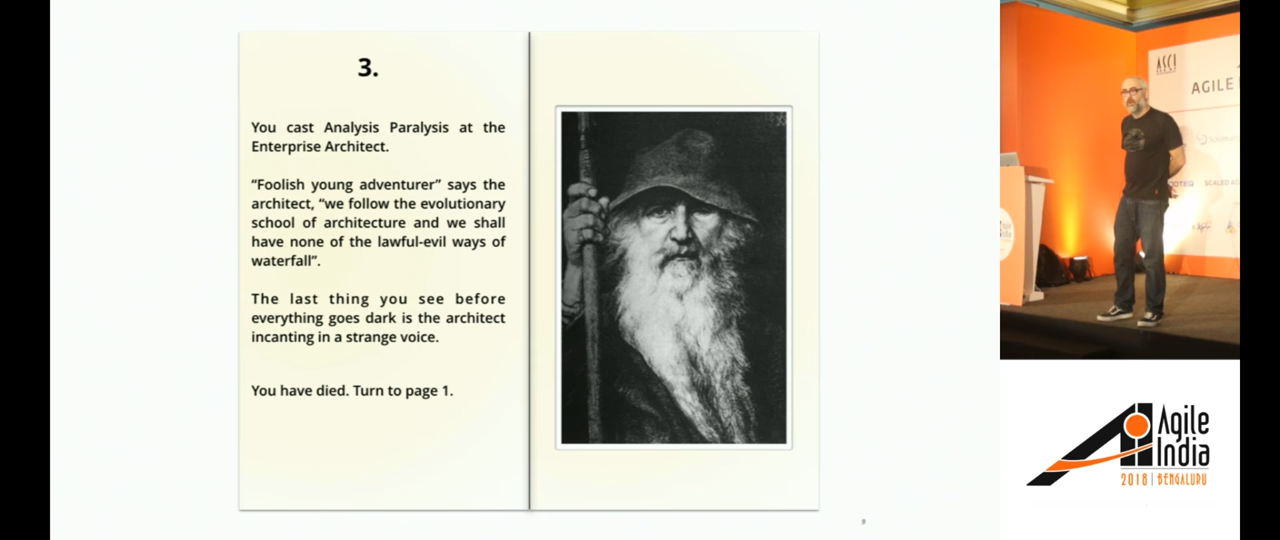 3.
You cast Analysis Paralysis at the
Enterprise Architect.
“Foolish young adventurer” says the
architect, “we follow the evolutionary
school of architecture and we shall
have none of the lawful-evil ways of
waterfall”.
The last thing you see before
everything goes dark is the architect
incanting in a strange voice.
You have died. Turn to page 1.
ASCI
AGILE
SCALED AG
Agile
India
2018 | BENGALURU